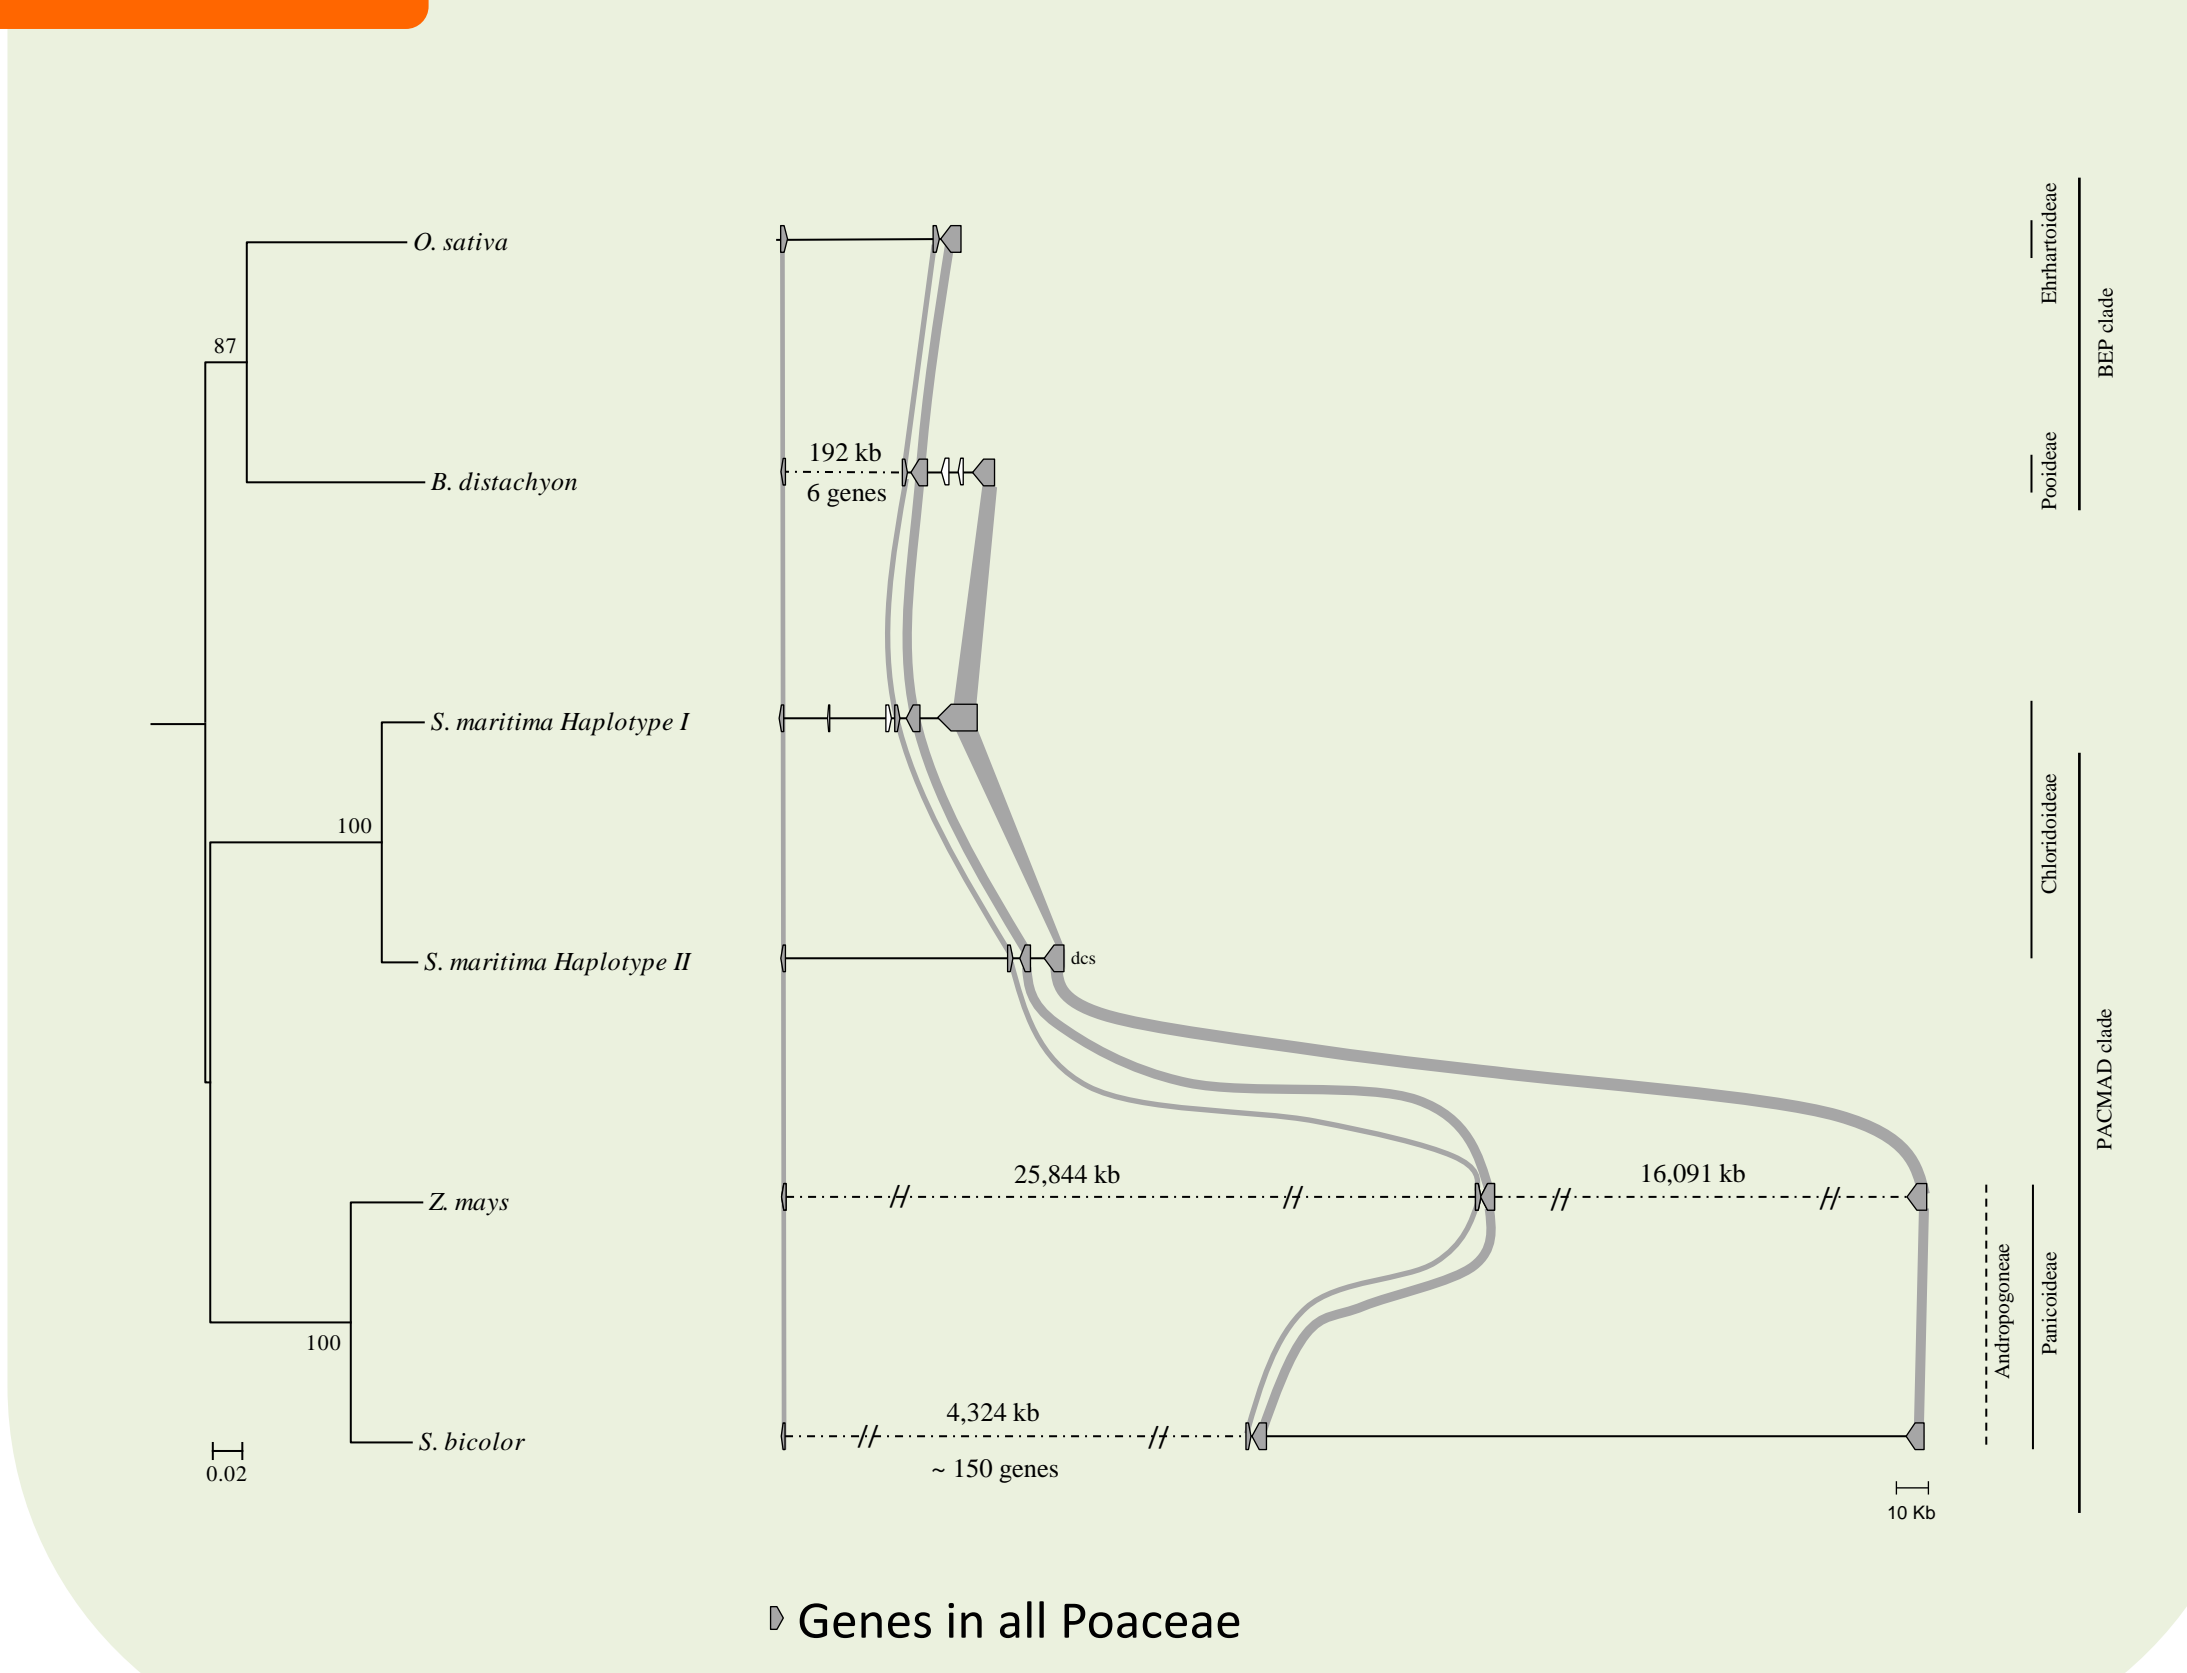 O. sativa
87
192 kb
B. distachyon
6 genes
S. maritima Haplotype I
100
S. maritima Haplotype II
dcs
25,844 kb
16,091 kb
Z. mays
100
4,324 kb
S. bicolor
~ 150 genes
0.02
10 Kb
Ehrhartoideae
BEP clade
Pooideae
Chloridoideae
PACMAD clade
Andropogoneae
Panicoideae
Genes in all Poaceae